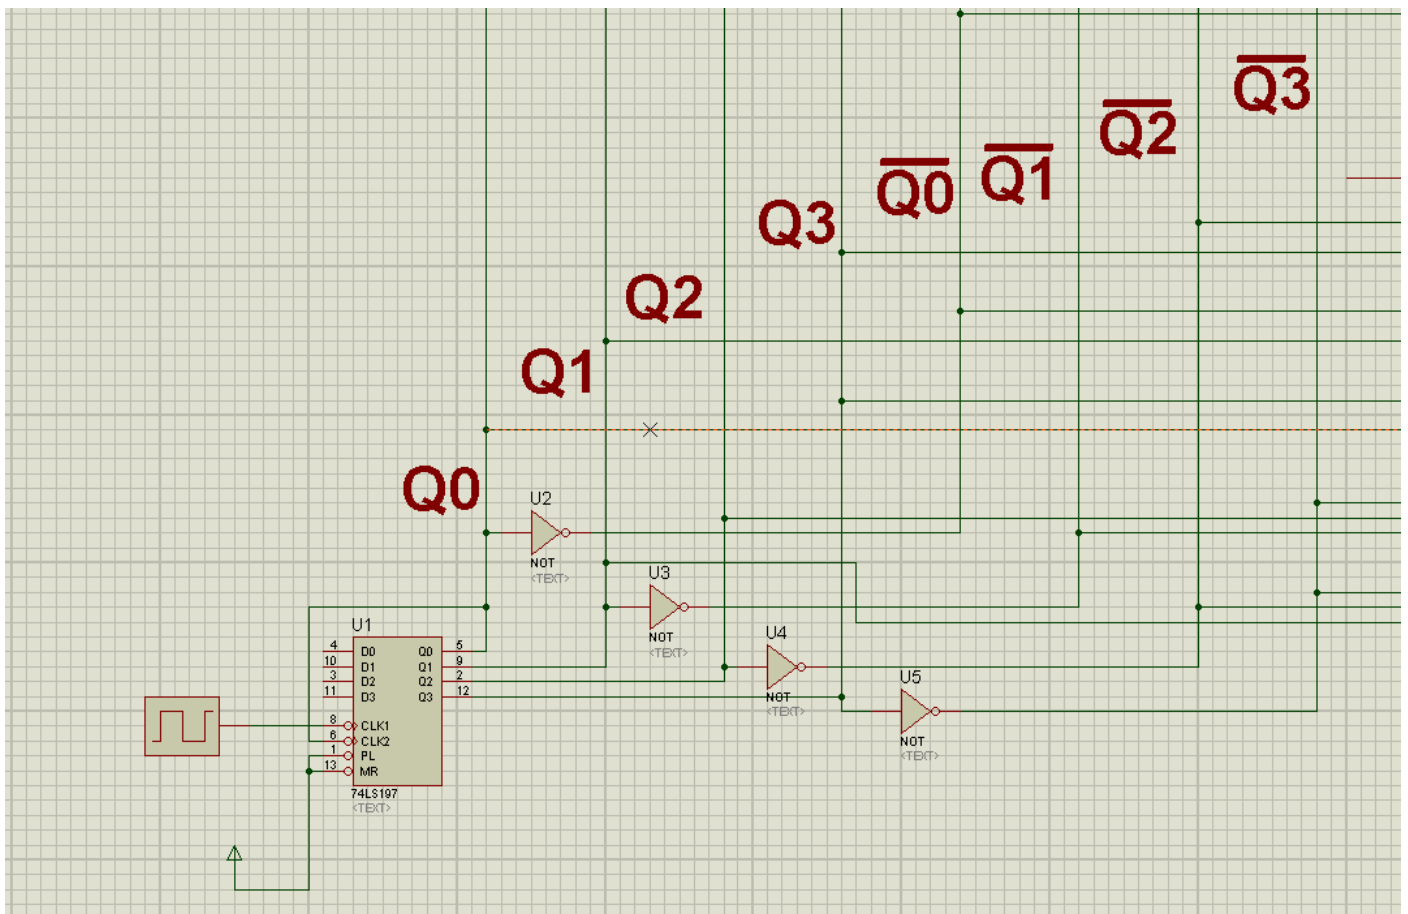 Q3
Q2
Q1
Q0
Q3
Q2
Q1
Q0
U2
NOT
<TEXT>
U3
NOT
<TEXT>
U4
NOT
<TEXT>
U5
NOT
<TEXT>
U1
4 D0 Q0 5
10 D1 Q1 9
3 D2 Q2 2
11 D3 Q3 12
8 CLK1
6 CLK2
1 PL
13 MR
74LS197
<TEXT>